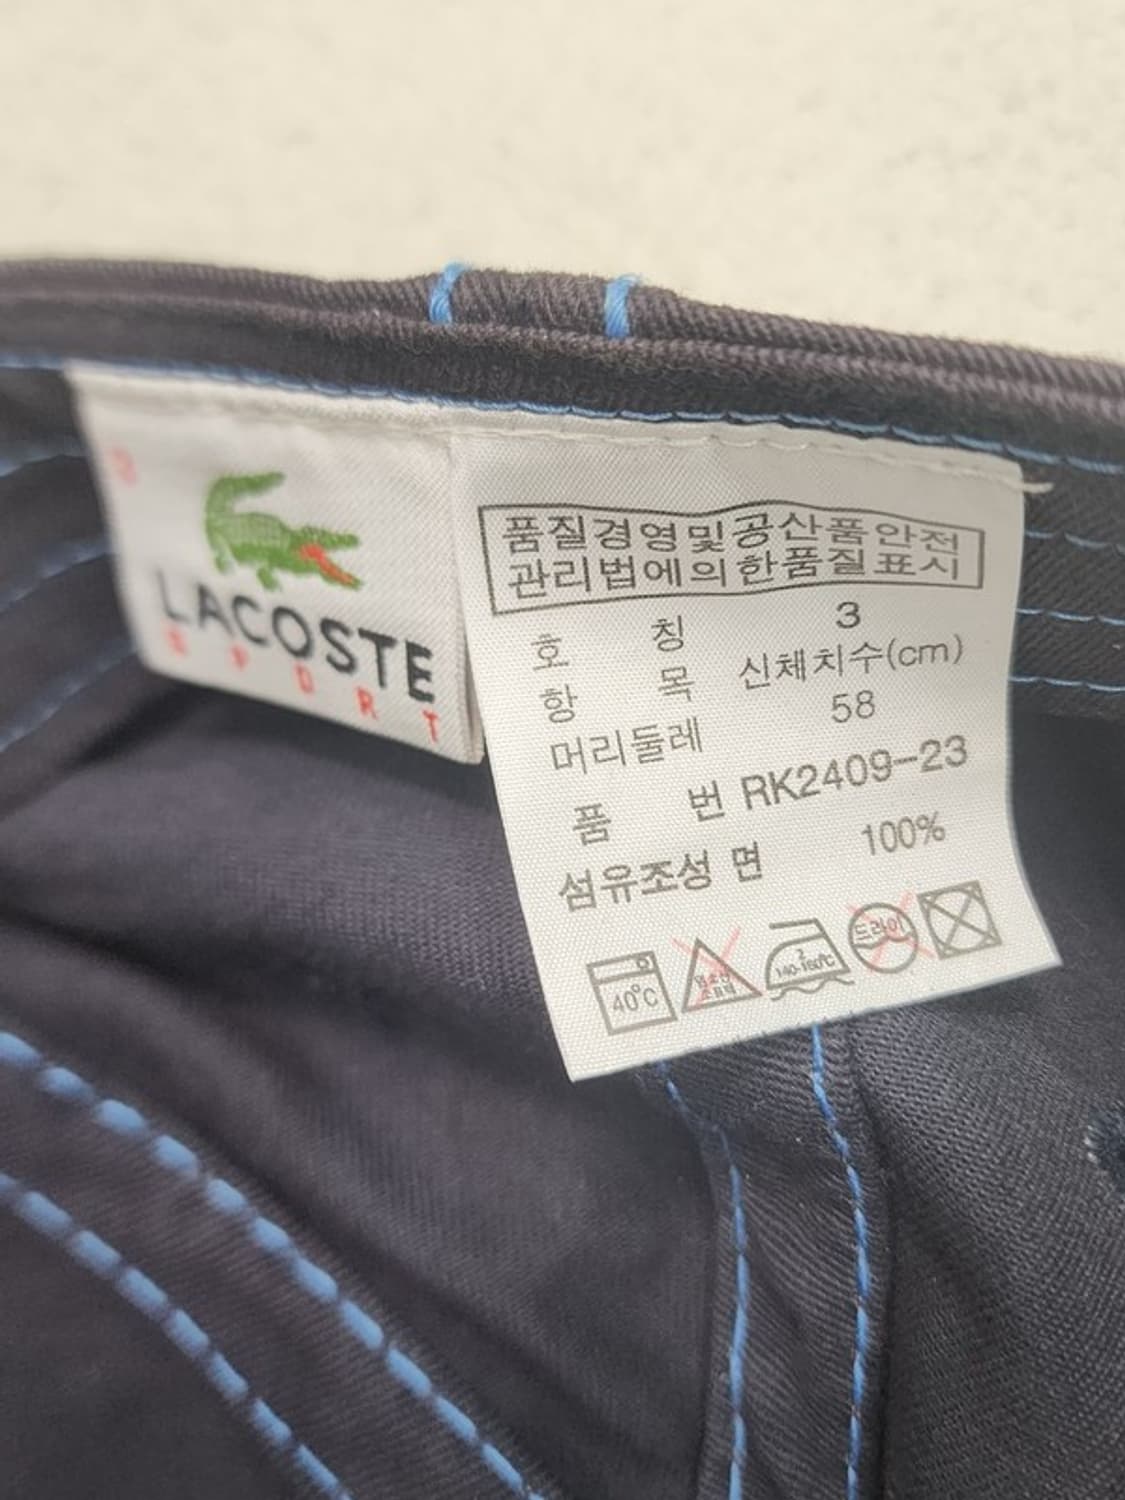 LACOSTE
SPORT
품질경영및공산품안전
관리법에의한품질표시
호 칭 3
항 목 신체치수(cm)
머리둘레 58
품 번 RK2409-23
섬유조성 면 100%
40℃
140-160℃
드라이